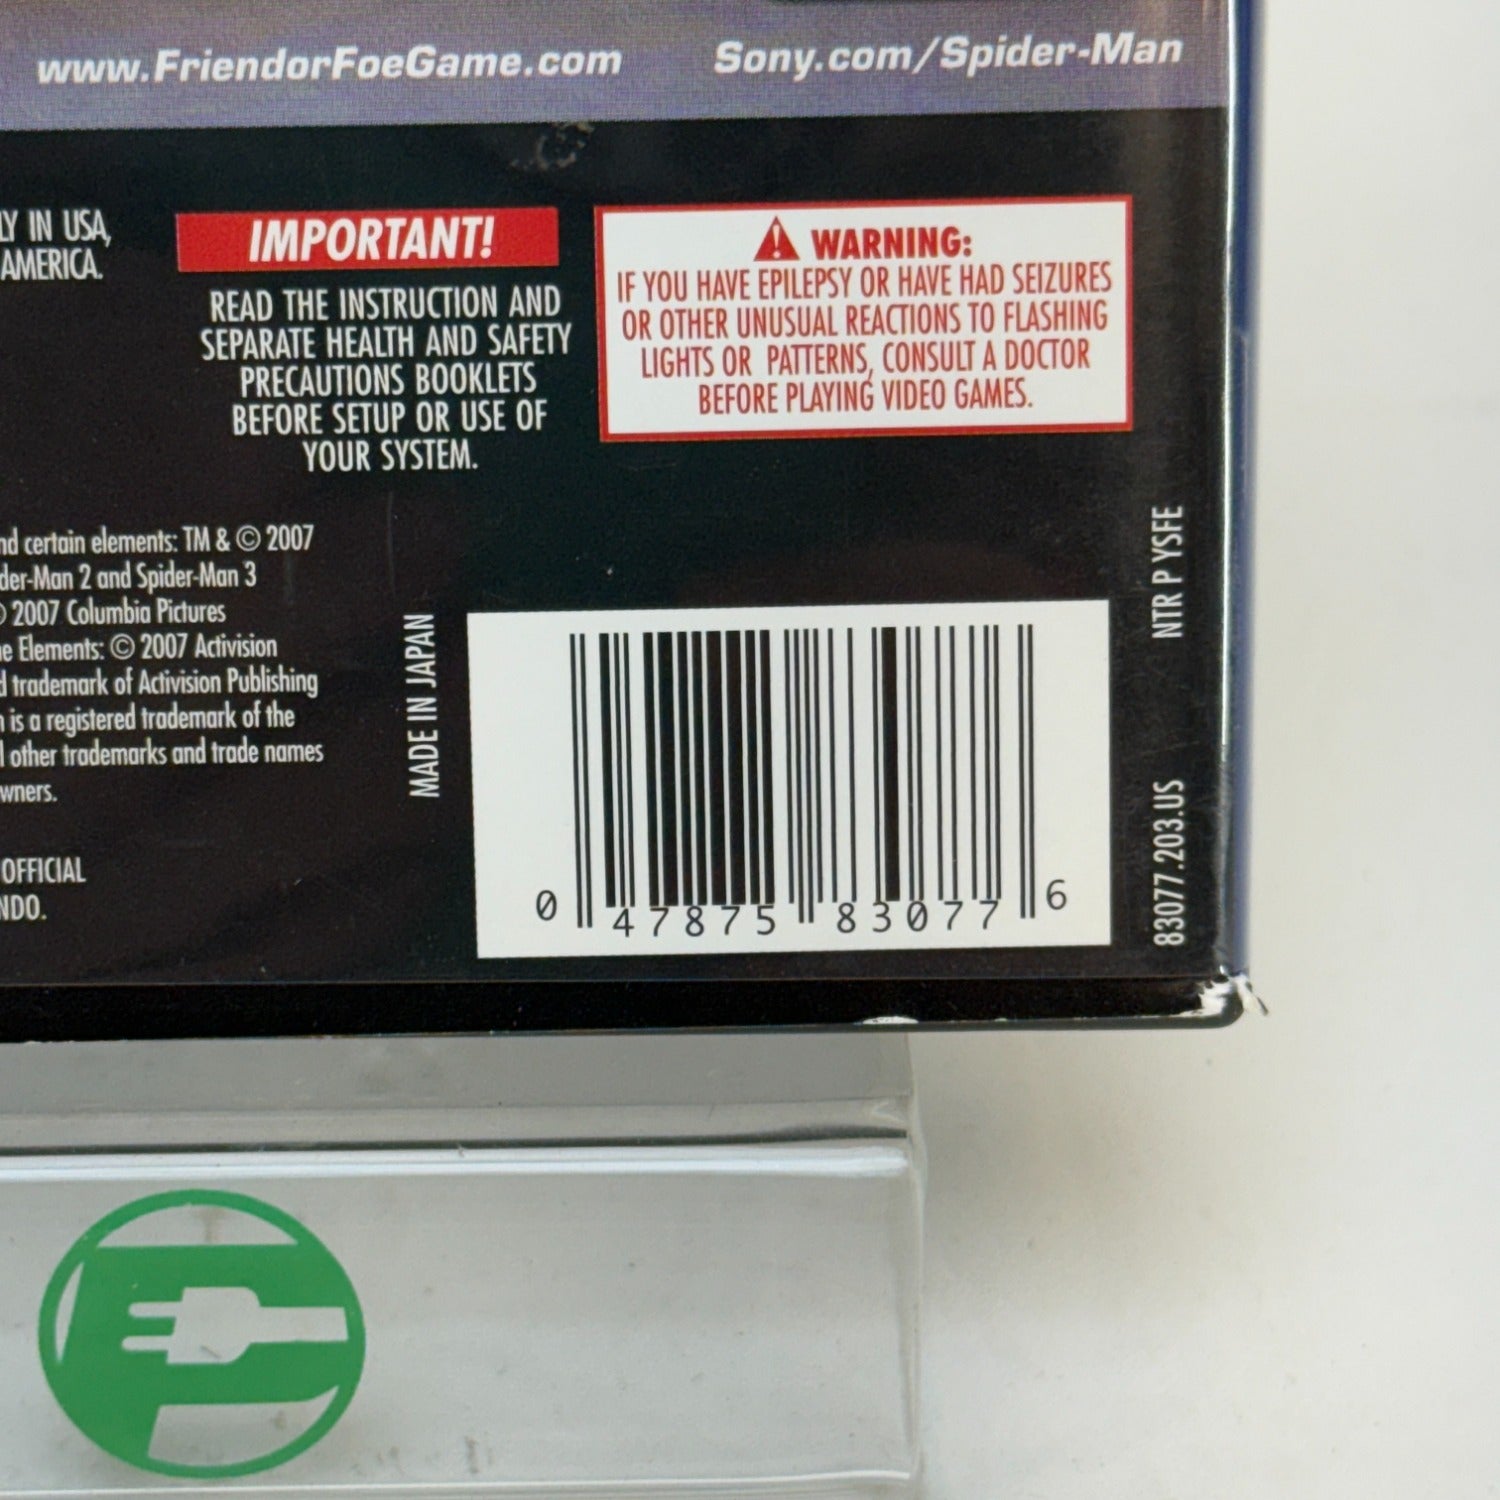 www.FriendorFoeGame.com
Sony.com/Spider-Man
LY IN USA,
AMERICA.
IMPORTANT!
READ THE INSTRUCTION AND
SEPARATE HEALTH AND SAFETY
PRECAUTIONS BOOKLETS
BEFORE SETUP OR USE OF
YOUR SYSTEM.
WARNING:
IF YOU HAVE EPILEPSY OR HAVE HAD SEIZURES
OR OTHER UNUSUAL REACTIONS TO FLASHING
LIGHTS OR PATTERNS, CONSULT A DOCTOR
BEFORE PLAYING VIDEO GAMES.
nd certain elements: TM & © 2007
der-Man 2 and Spider-Man 3
© 2007 Columbia Pictures
e Elements: © 2007 Activision
d trademark of Activision Publishing
n is a registered trademark of the
l other trademarks and trade names
wners.
OFFICIAL
NDO.
MADE IN JAPAN
0 47875 83077 6
NTR P YSFE
83077.203.US